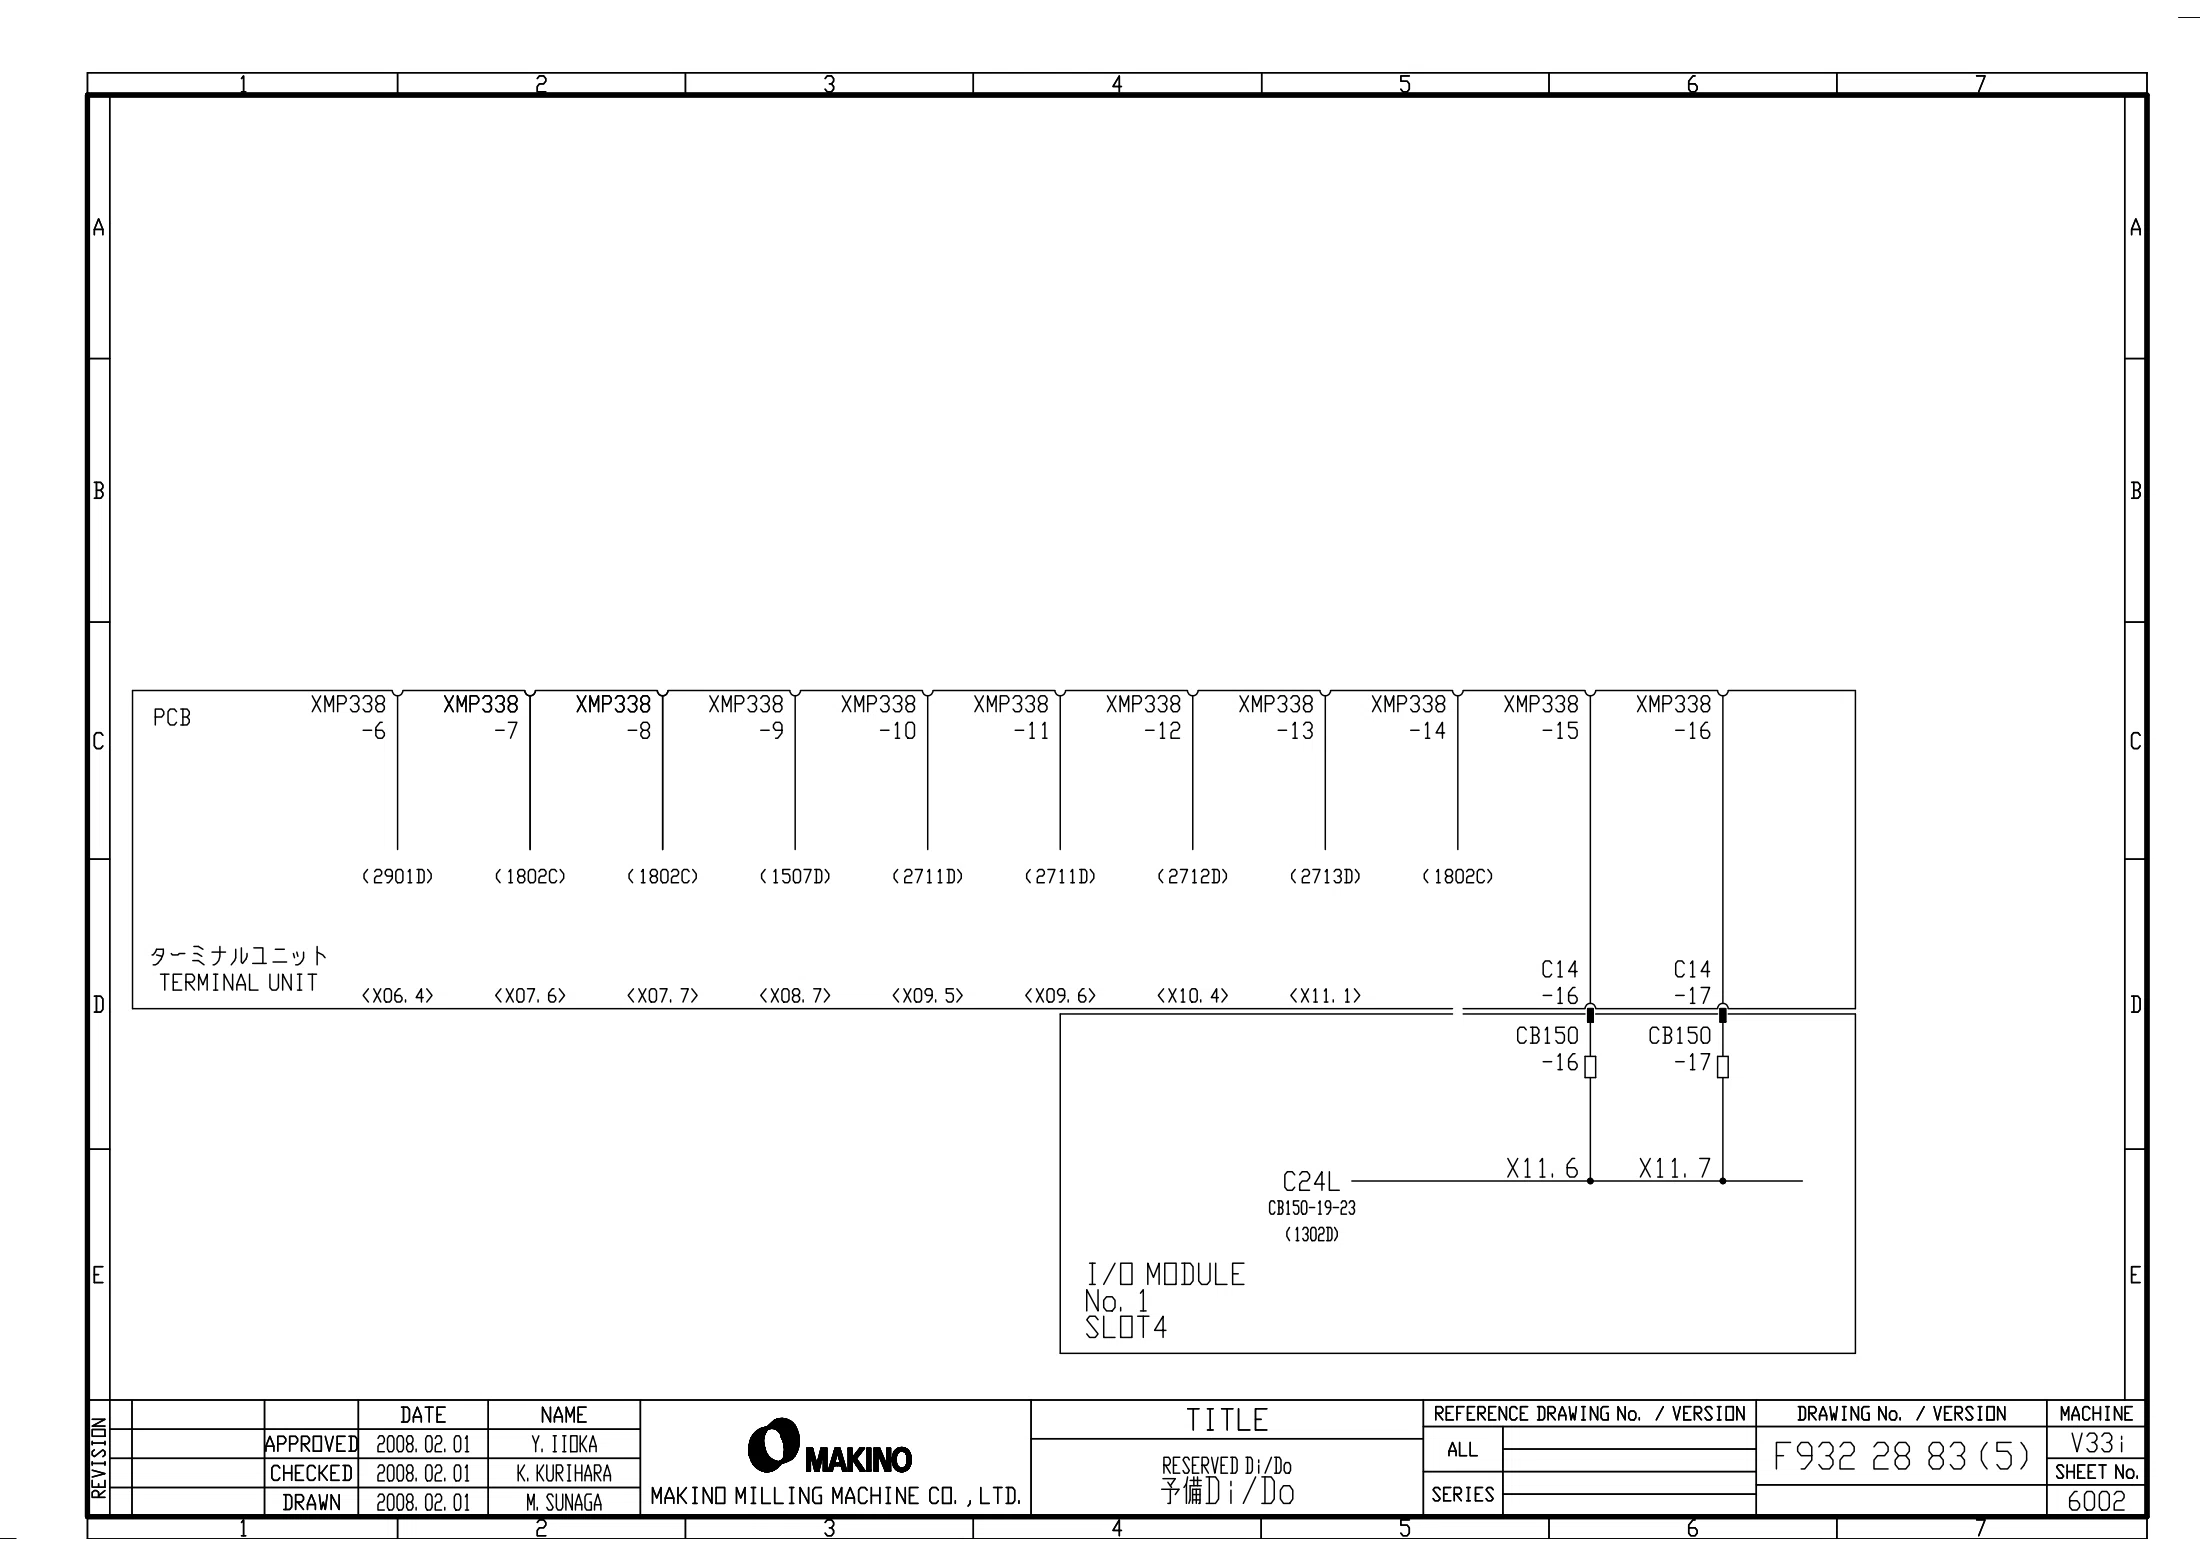 1 2 3 4 5 6 7
A A
B B
C C
D D
E E
PCB
XMP338 XMP338 XMP338 XMP338 XMP338 XMP338 XMP338 XMP338 XMP338 XMP338 XMP338
-6 -7 -8 -9 -10 -11 -12 -13 -14 -15 -16
(2901D) (1802C) (1802C) (1507D) (2711D) (2711D) (2712D) (2713D) (1802C)
ターミナルユニット
TERMINAL UNIT
<X06.4> <X07.6> <X07.7> <X08.7> <X09.5> <X09.6> <X10.4> <X11.1>
C14 C14
-16 -17
CB150 CB150
-16 -17
X11.6 X11.7
C24L
CB150-19-23
(1302D)
I/O MODULE
No. 1
SLOT4
REVISION
DATE NAME
APPROVED 2008.02.01 Y. IIOKA
CHECKED 2008.02.01 K. KURIHARA
DRAWN 2008.02.01 M. SUNAGA
MAKINO
MAKINO MILLING MACHINE CO.,LTD.
TITLE
RESERVED Di/Do
予備Di/Do
REFERENCE DRAWING No. / VERSION
ALL
SERIES
DRAWING No. / VERSION
F932 28 83(5)
MACHINE
V33i
SHEET No.
6002
1 2 3 4 5 6 7